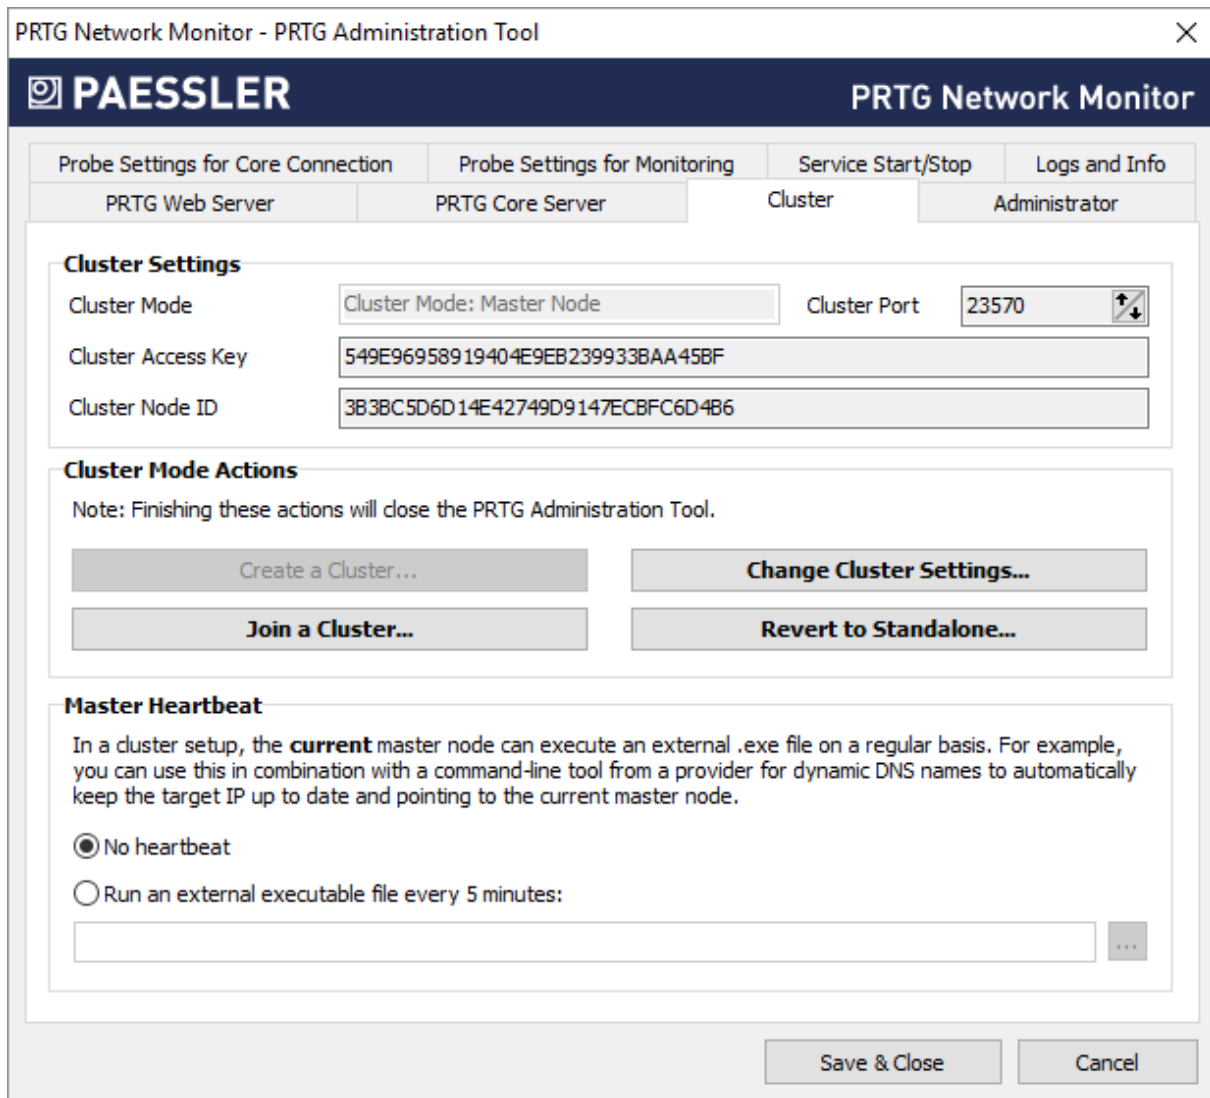 PRTG Network Monitor - PRTG Administration Tool
PAESSLER
PRTG Network Monitor
Probe Settings for Core Connection
Probe Settings for Monitoring
Service Start/Stop
Logs and Info
PRTG Web Server
PRTG Core Server
Cluster
Administrator
Cluster Settings
Cluster Mode
Cluster Mode: Master Node
Cluster Port
23570
Cluster Access Key
549E96958919404E9EB239933BAA45BF
Cluster Node ID
3B3BC5D6D14E42749D9147ECBFC6D4B6
Cluster Mode Actions
Note: Finishing these actions will close the PRTG Administration Tool.
Create a Cluster...
Change Cluster Settings...
Join a Cluster...
Revert to Standalone...
Master Heartbeat
In a cluster setup, the current master node can execute an external .exe file on a regular basis. For example,
you can use this in combination with a command-line tool from a provider for dynamic DNS names to automatically
keep the target IP up to date and pointing to the current master node.
No heartbeat
Run an external executable file every 5 minutes:
...
Save & Close
Cancel